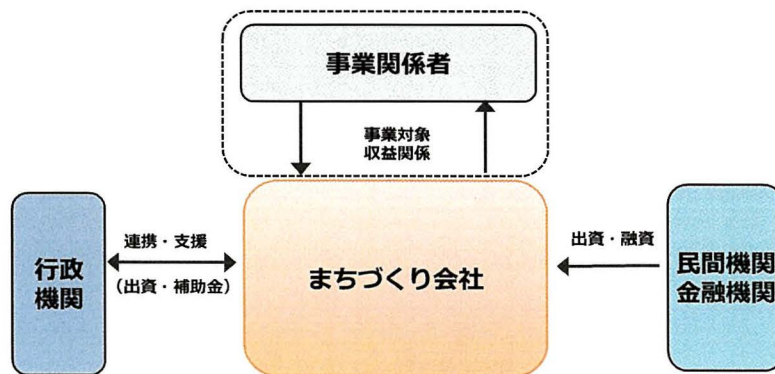 事業関係者
事業対象
収益関係
行政
機関
連携・支援
（出資・補助金）
まちづくり会社
出資・融資
民間機関
金融機関